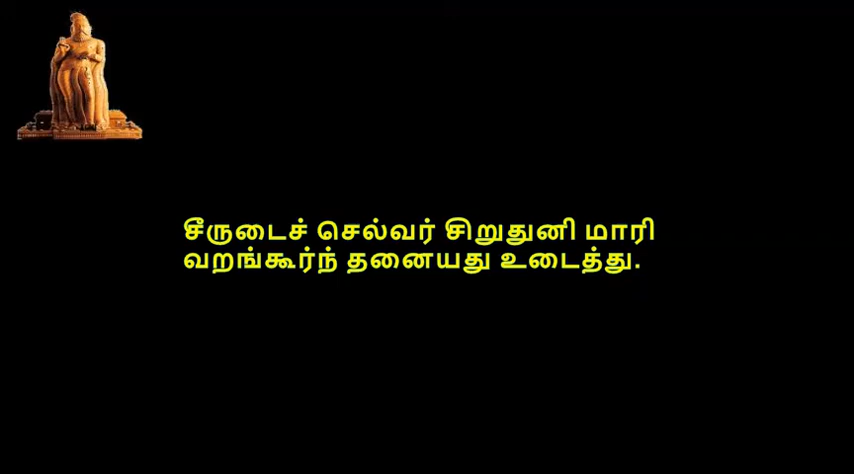 சீருடைச் செல்வர் சிறுதுனி மாரி
வறங்கூர்ந் தனையது உடைத்து.